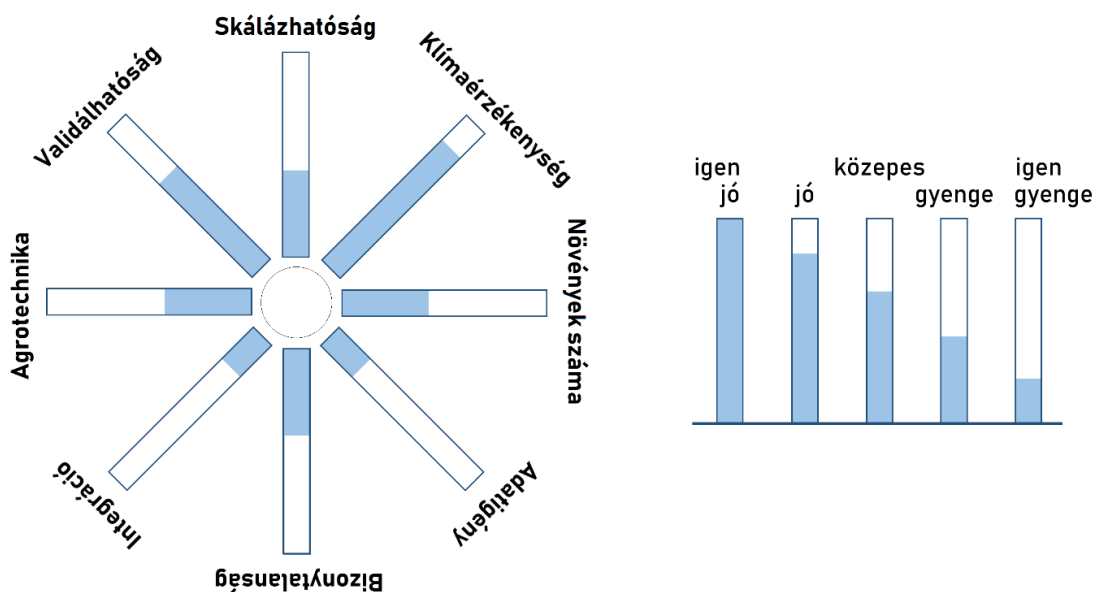 Skálázhatóság
Klímaérzékenység
Növények száma
Adatigény
Bizonytalanság
Integráció
Agrotechnika
Validálhatóság
igen
jó
jó
közepes
gyenge
igen
gyenge